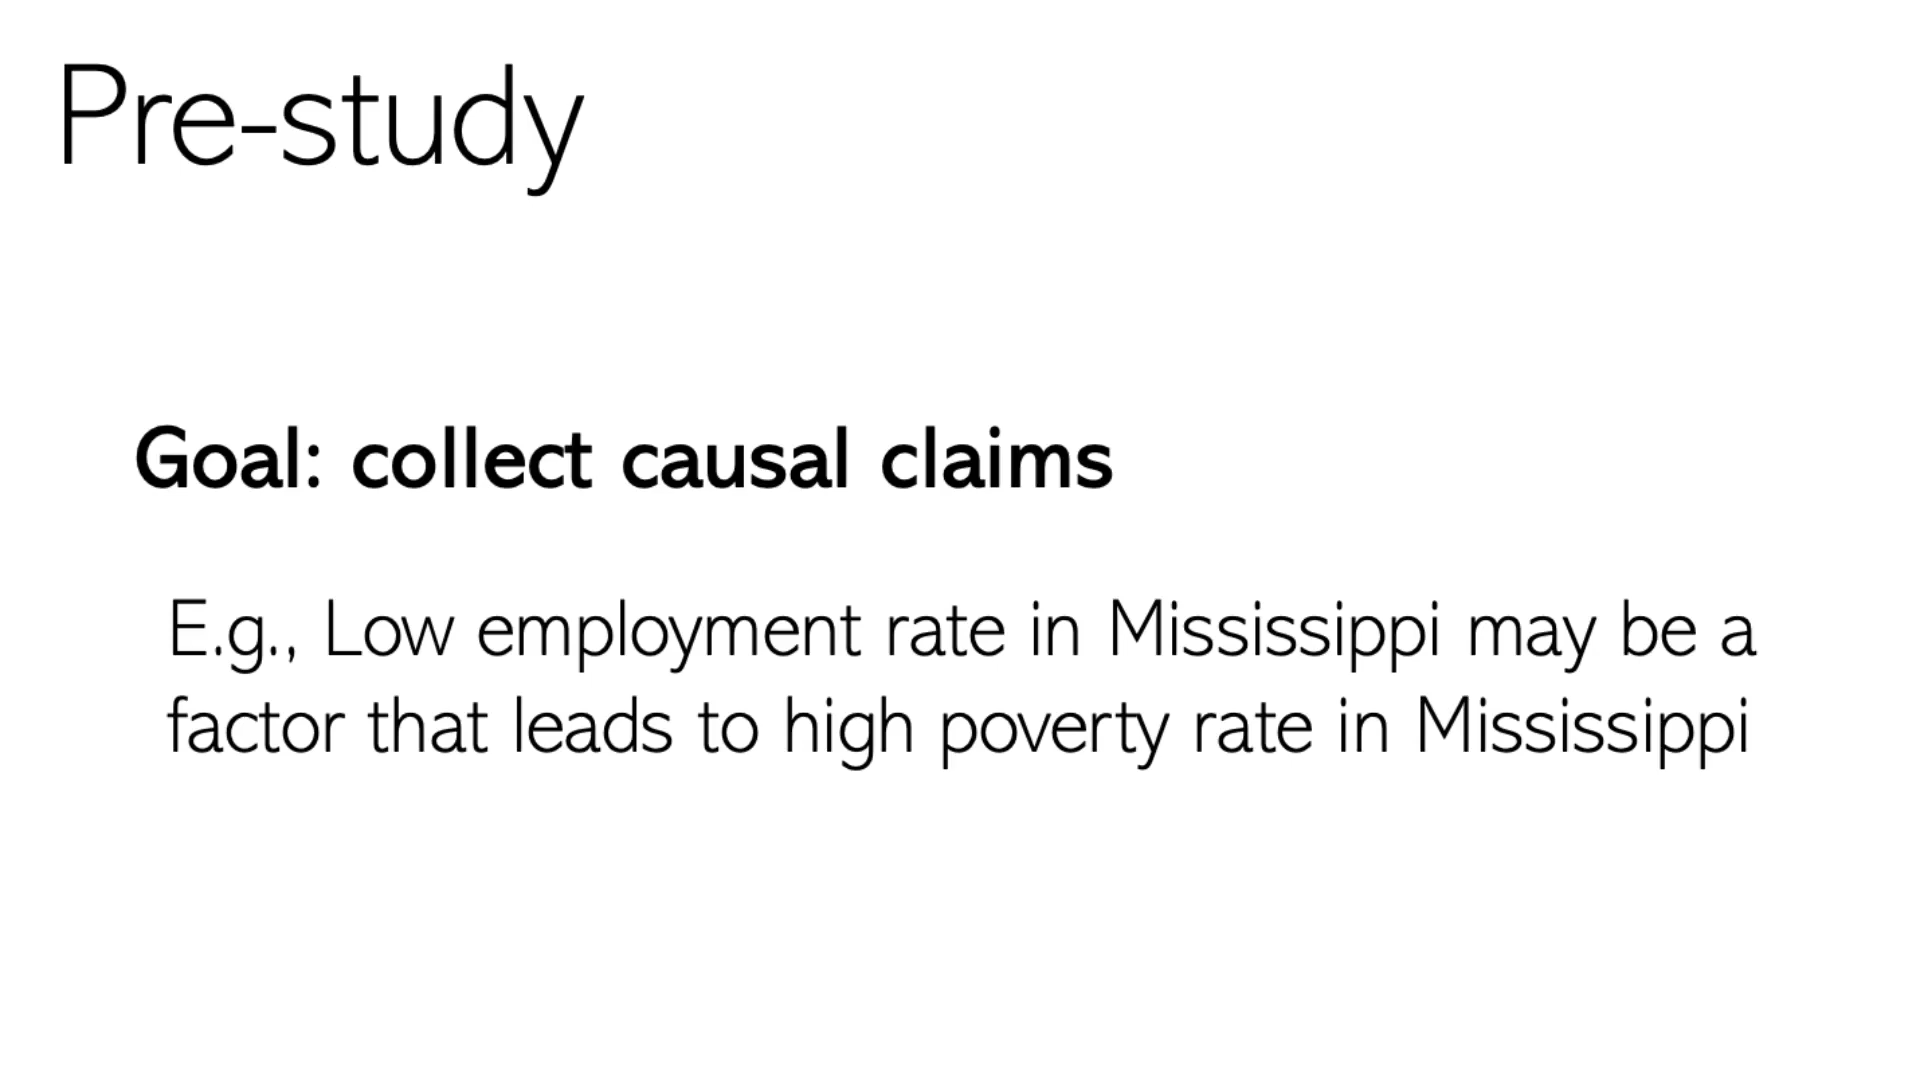 Pre-study
Goal: collect causal claims
E.g., Low employment rate in Mississippi may be a
factor that leads to high poverty rate in Mississippi